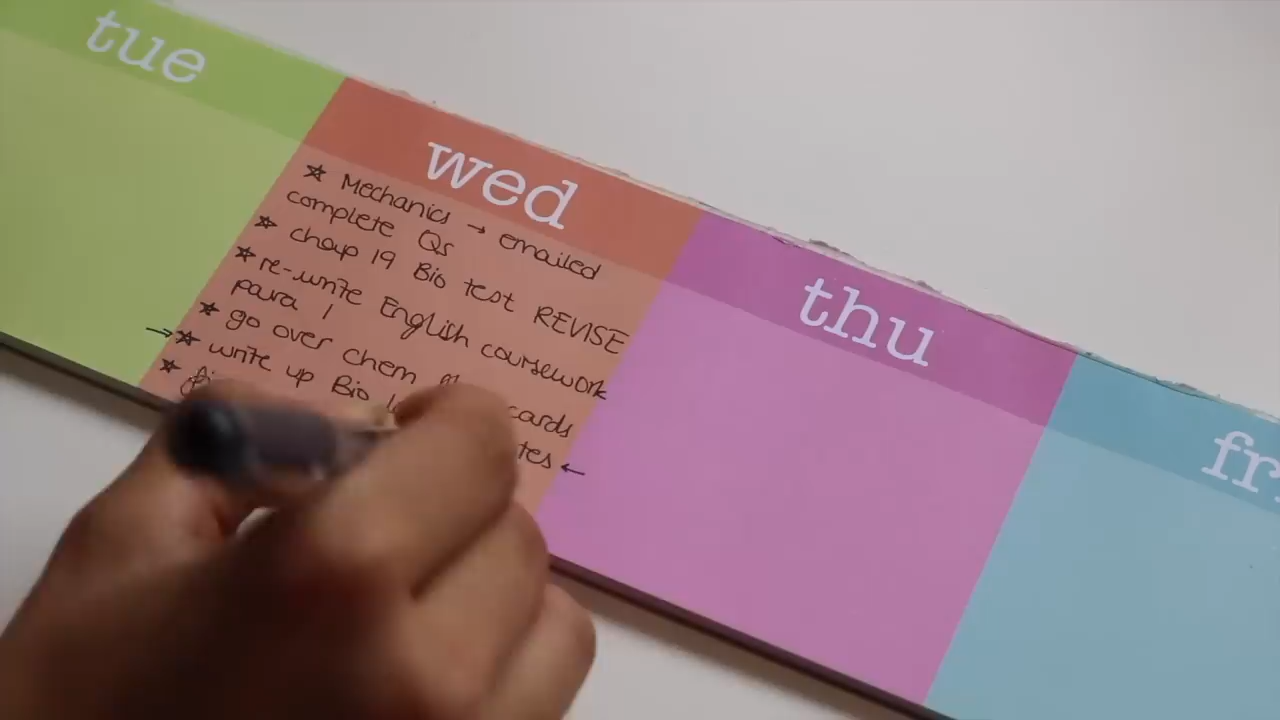 tue
wed
★ Mechanics → emailed
complete Qs
★ chap 19 Bio test REVISE
★ re-write English coursework
para 1
★ go over chem cards
→ ★ write up Bio ←
★
thu